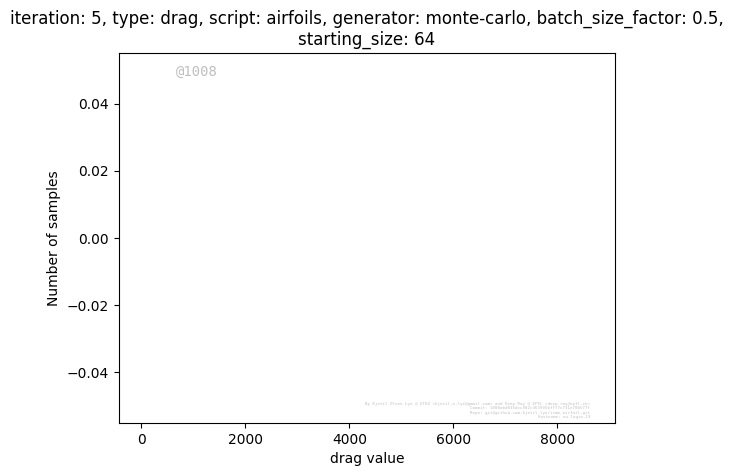 iteration: 5, type: drag, script: airfoils, generator: monte-carlo, batch_size_factor: 0.5,
starting_size: 64
@1008
0.04
0.02
0.00
−0.02
−0.04
Number of samples
0
2000
4000
6000
8000
drag value